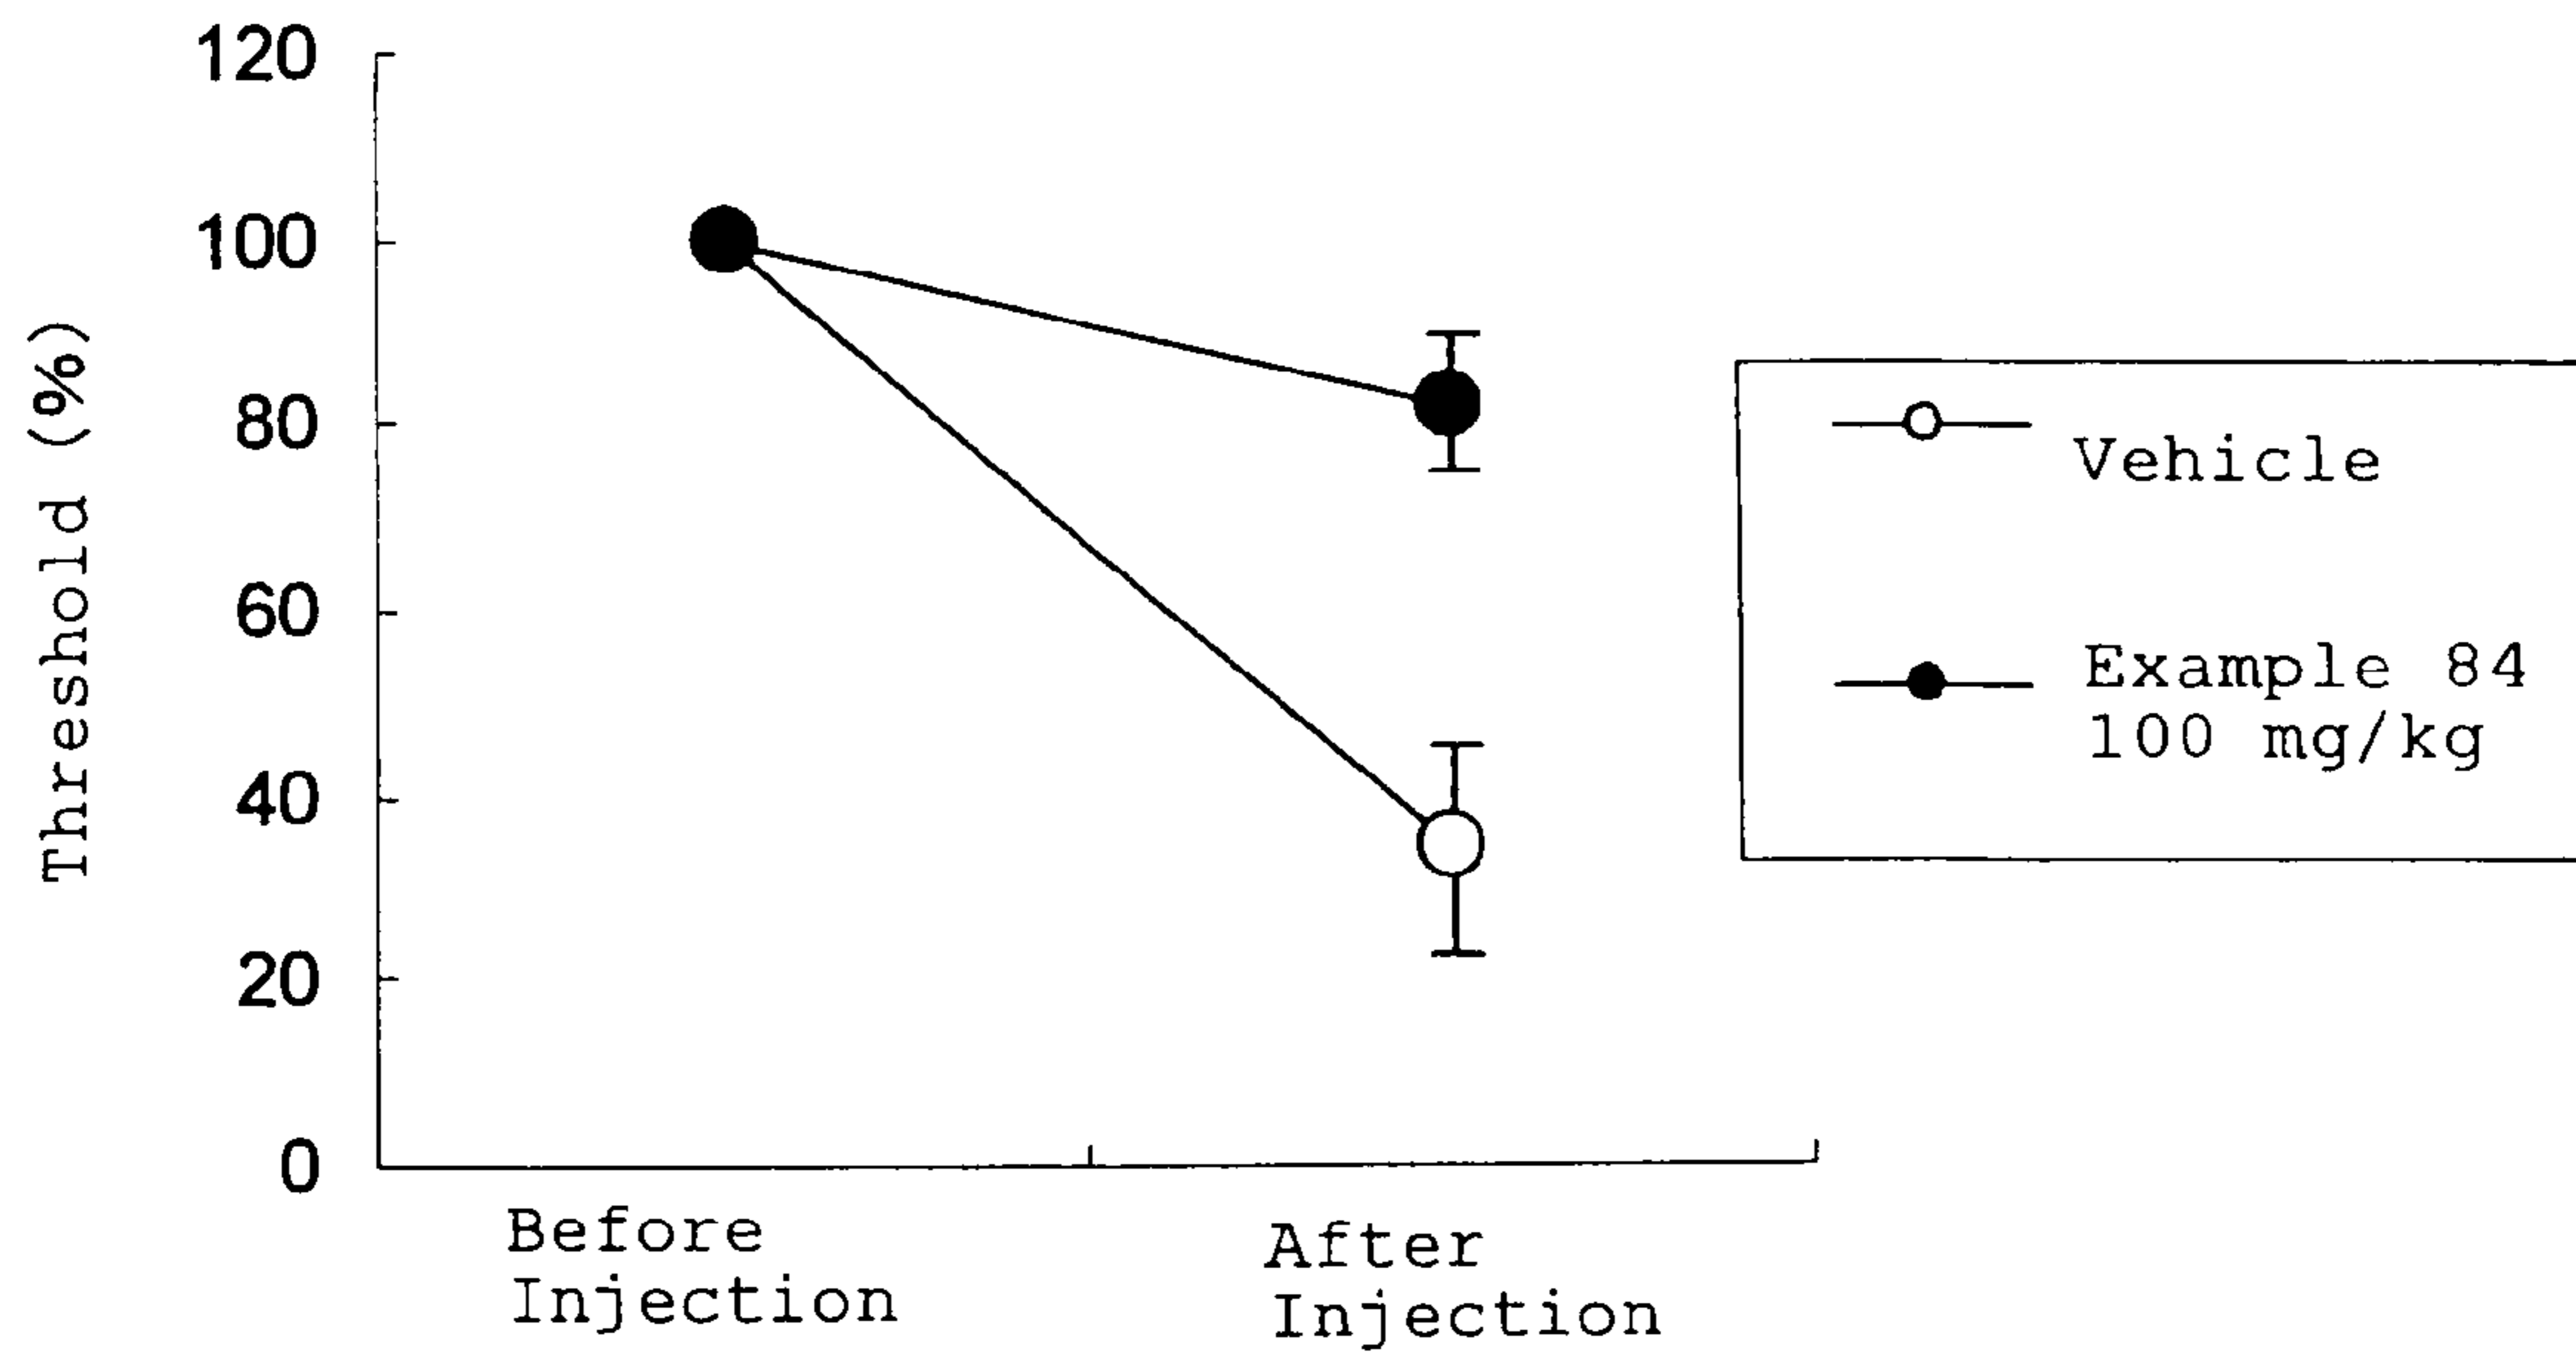 Threshold (%)
120
100
80
60
40
20
0
Before
Injection
After
Injection
Vehicle
Example 84
100 mg/kg